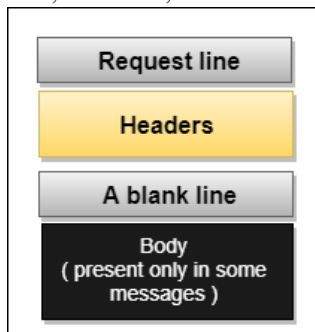 Request line
Headers
A blank line
Body
( present only in some
messages )